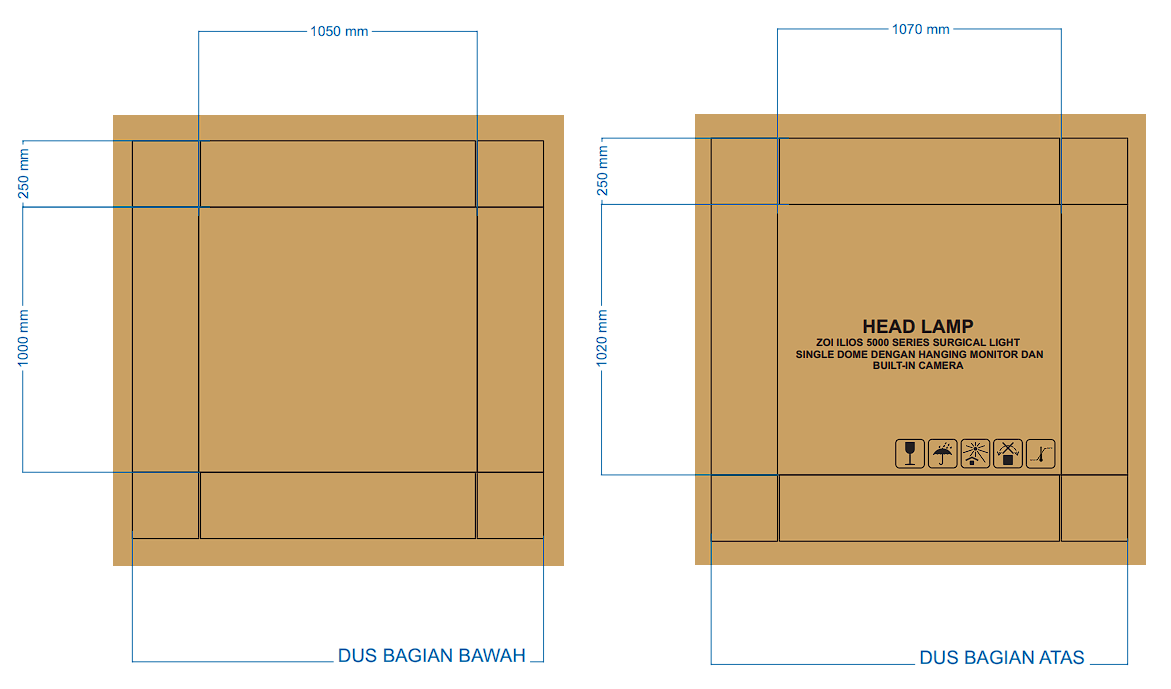 1050 mm
250 mm
1000 mm
DUS BAGIAN BAWAH
1070 mm
250 mm
1020 mm
HEAD LAMP
ZOI ILIOS 5000 SERIES SURGICAL LIGHT
SINGLE DOME DENGAN HANGING MONITOR DAN
BUILT-IN CAMERA
DUS BAGIAN ATAS